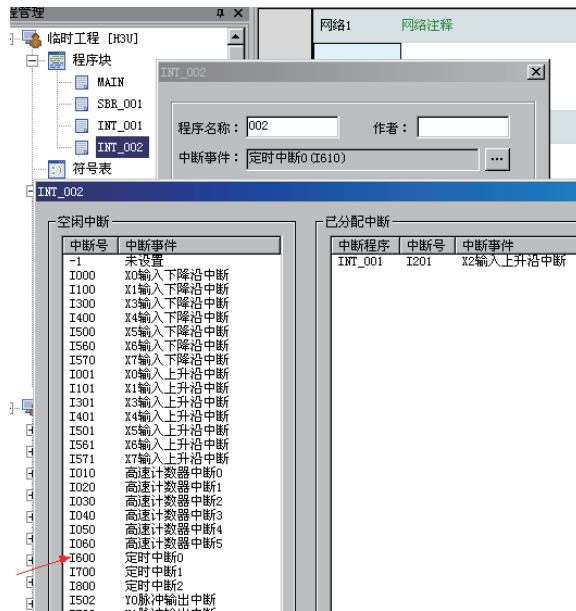 程管理
网络1 网络注释
临时工程 [H3U]
程序块
MAIN
SBR_001
INT_001
INT_002
符号表
INT_002
程序名称： 002 作者：
中断事件： 定时中断0(I610) ...
INT_002
空闲中断
中断号 中断事件
-1 未设置
I000 X0输入下降沿中断
I100 X1输入下降沿中断
I300 X3输入下降沿中断
I400 X4输入下降沿中断
I500 X5输入下降沿中断
I560 X6输入下降沿中断
I570 X7输入下降沿中断
I001 X0输入上升沿中断
I101 X1输入上升沿中断
I301 X3输入上升沿中断
I401 X4输入上升沿中断
I501 X5输入上升沿中断
I561 X6输入上升沿中断
I571 X7输入上升沿中断
I010 高速计数器中断0
I020 高速计数器中断1
I030 高速计数器中断2
I040 高速计数器中断3
I050 高速计数器中断4
I060 高速计数器中断5
I600 定时中断0
I700 定时中断1
I800 定时中断2
I502 Y0脉冲输出中断
已分配中断
中断程序 中断号 中断事件
INT_001 I201 X2输入上升沿中断